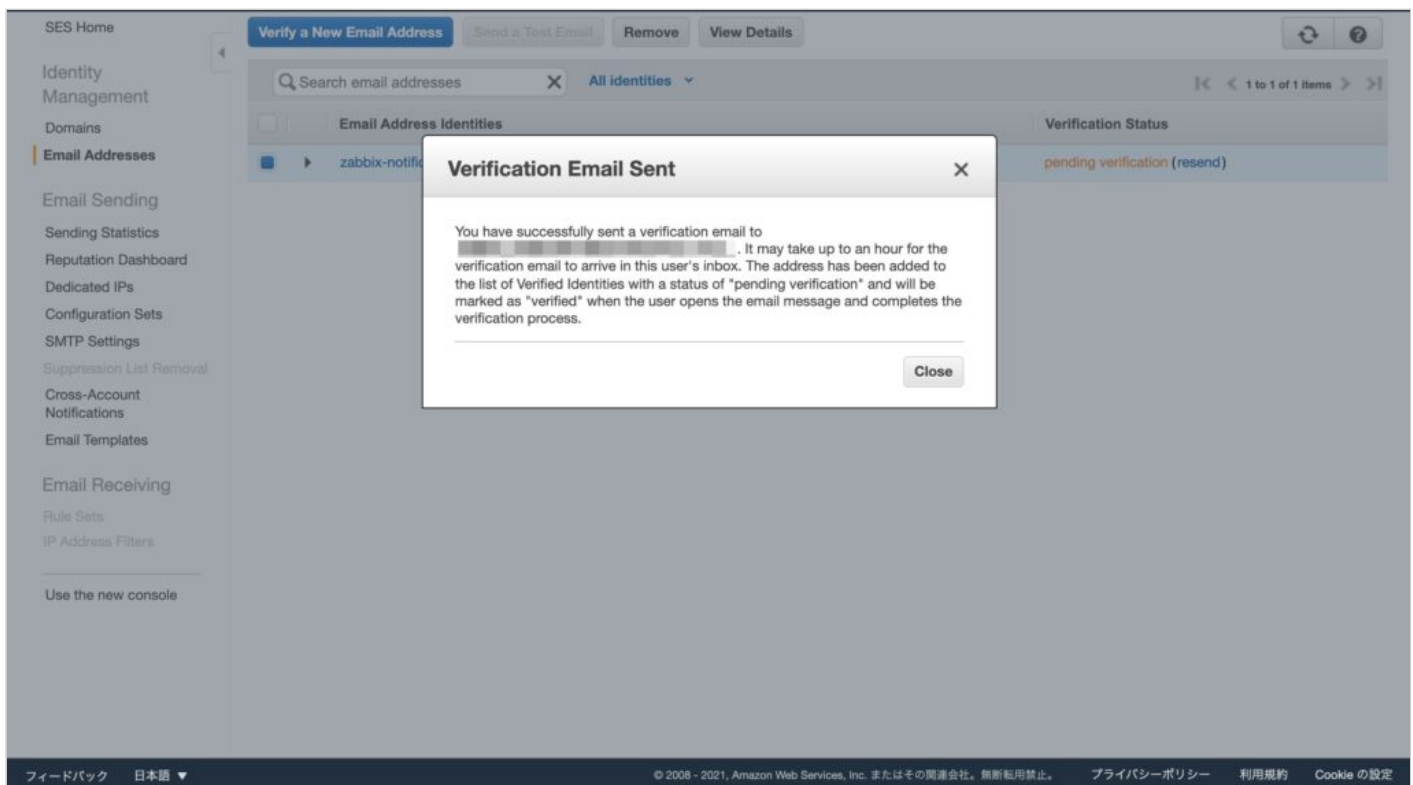 SES Home
Verify a New Email Address
Send a Test Email
Remove
View Details
Identity
Management
Search email addresses
All identities
1 to 1 of 1 items
Domains
Email Address Identities
Verification Status
Email Addresses
zabbix-notific
pending verification (resend)
Verification Email Sent
You have successfully sent a verification email to
. It may take up to an hour for the
verification email to arrive in this user's inbox. The address has been added to
the list of Verified Identities with a status of "pending verification" and will be
marked as "verified" when the user opens the email message and completes the
verification process.
Close
Email Sending
Sending Statistics
Reputation Dashboard
Dedicated IPs
Configuration Sets
SMTP Settings
Suppression List Removal
Cross-Account
Notifications
Email Templates
Email Receiving
Rule Sets
IP Address Filters
Use the new console
フィードバック
日本語 ▼
© 2008 - 2021, Amazon Web Services, Inc. またはその関連会社。無断転用禁止。
プライバシーポリシー
利用規約
Cookie の設定